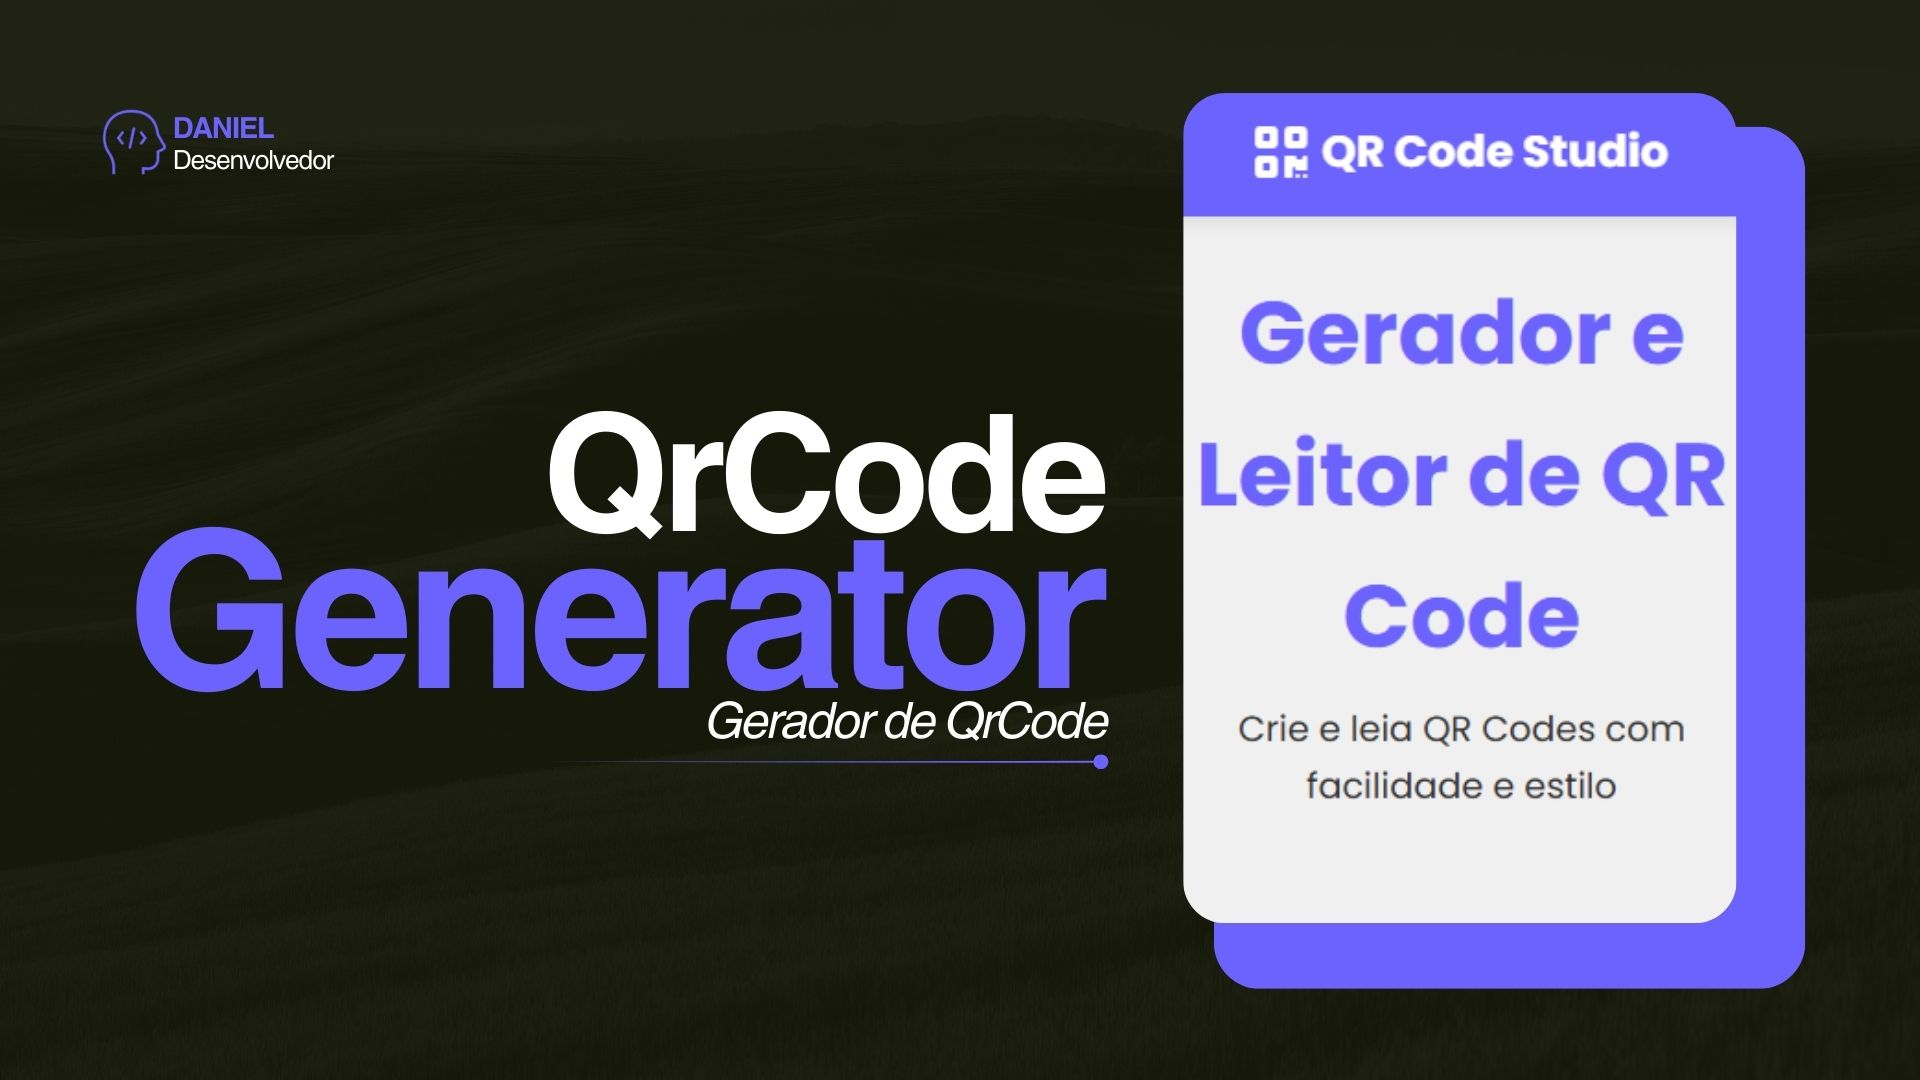 DANIEL
Desenvolvedor
QrCode
Generator
Gerador de QrCode
QR Code Studio
Gerador e
Leitor de QR
Code
Crie e leia QR Codes com
facilidade e estilo